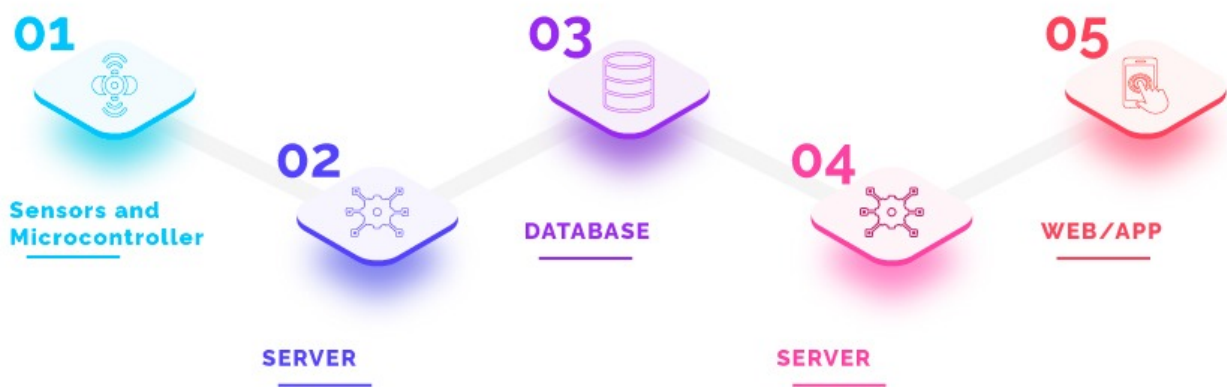 01
Sensors and
Microcontroller
02
SERVER
03
DATABASE
04
SERVER
05
WEB/APP